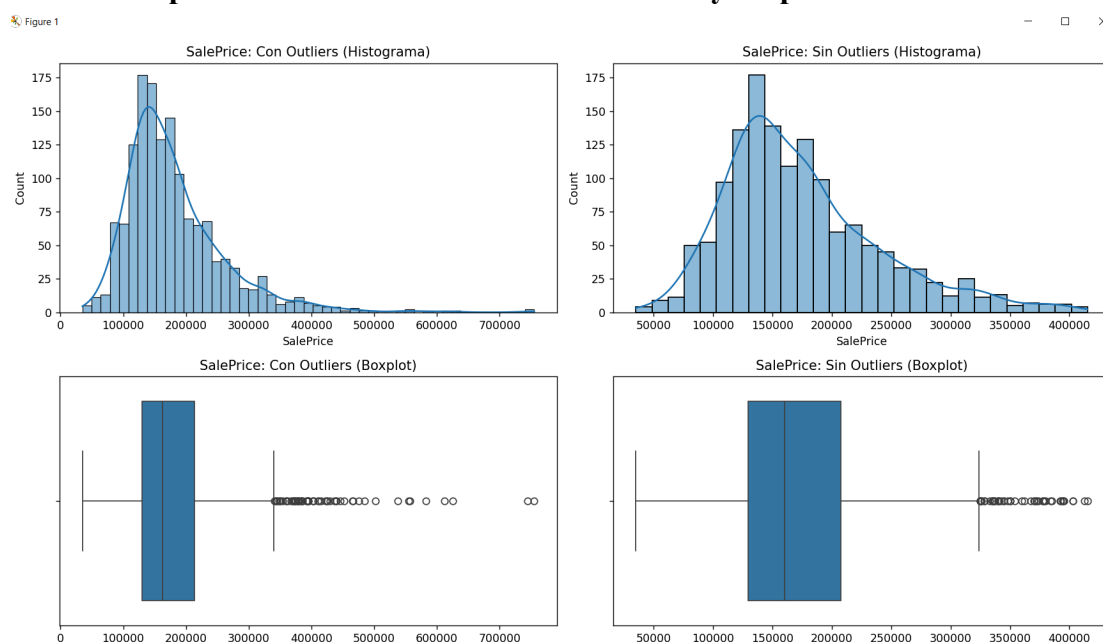 Figure 1
SalePrice: Con Outliers (Histograma)
SalePrice: Sin Outliers (Histograma)
175
150
125
100
75
50
25
0
Count
0 100000 200000 300000 400000 500000 600000 700000
SalePrice
175
150
125
100
75
50
25
0
Count
50000 100000 150000 200000 250000 300000 350000 400000
SalePrice
SalePrice: Con Outliers (Boxplot)
SalePrice: Sin Outliers (Boxplot)
0 100000 200000 300000 400000 500000 600000 700000
50000 100000 150000 200000 250000 300000 350000 400000